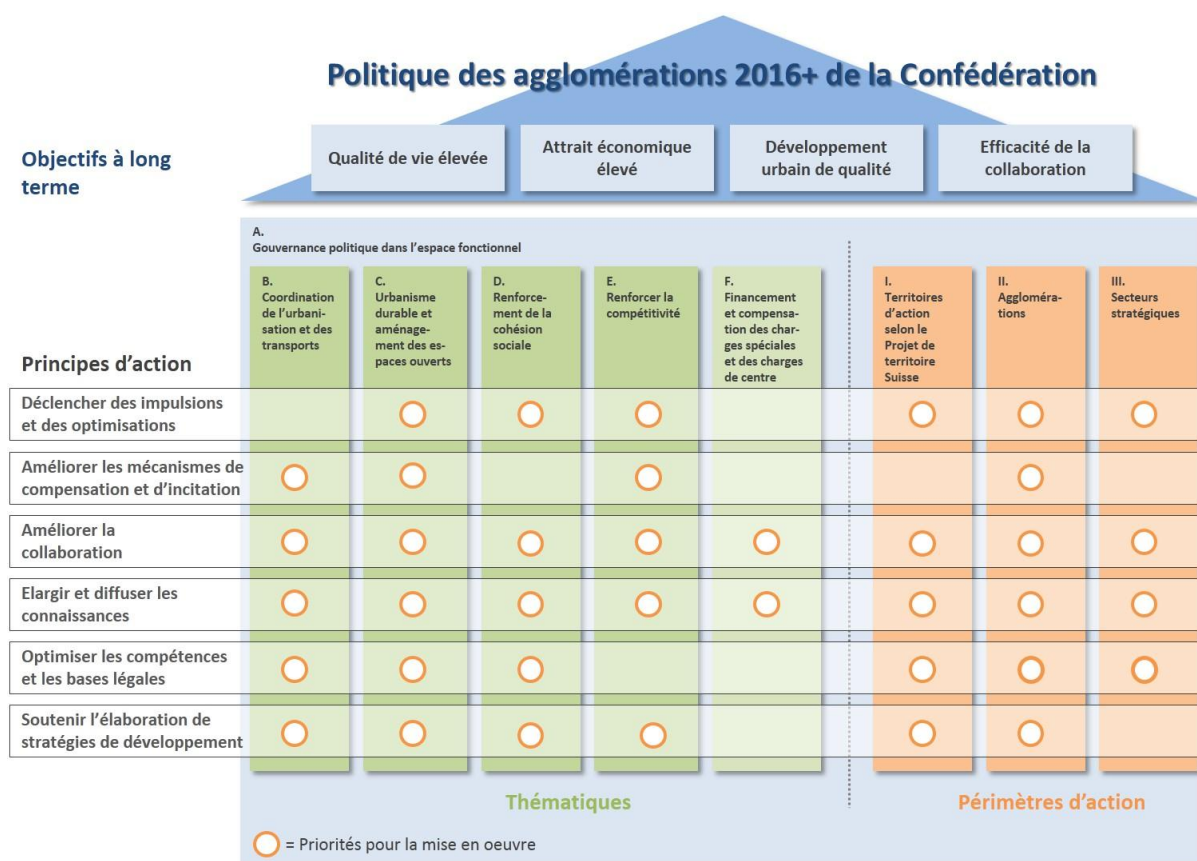 Politique des agglomérations 2016+ de la Confédération
Objectifs à long
terme
Qualité de vie élevée
Attrait économique
élevé
Développement
urbain de qualité
Efficacité de la
collaboration
A.
Gouvernance politique dans l’espace fonctionnel
B.
Coordination
de l’urbani-
sation et des
transports
C.
Urbanisme
durable et
aménage-
ment des es-
paces ouverts
D.
Renforce-
ment de la
cohésion
sociale
E.
Renforcer la
compétitivité
F.
Financement
et compensa-
tion des char-
ges spéciales
et des charges
de centre
I.
Territoires
d’action
selon le
Projet de
territoire
Suisse
II.
Aggloméra-
tions
III.
Secteurs
stratégiques
Principes d’action
Déclencher des impulsions
et des optimisations
Améliorer les mécanismes de
compensation et d’incitation
Améliorer la
collaboration
Elargir et diffuser les
connaissances
Optimiser les compétences
et les bases légales
Soutenir l’élaboration de
stratégies de développement
Thématiques
Périmètres d’action
= Priorités pour la mise en oeuvre